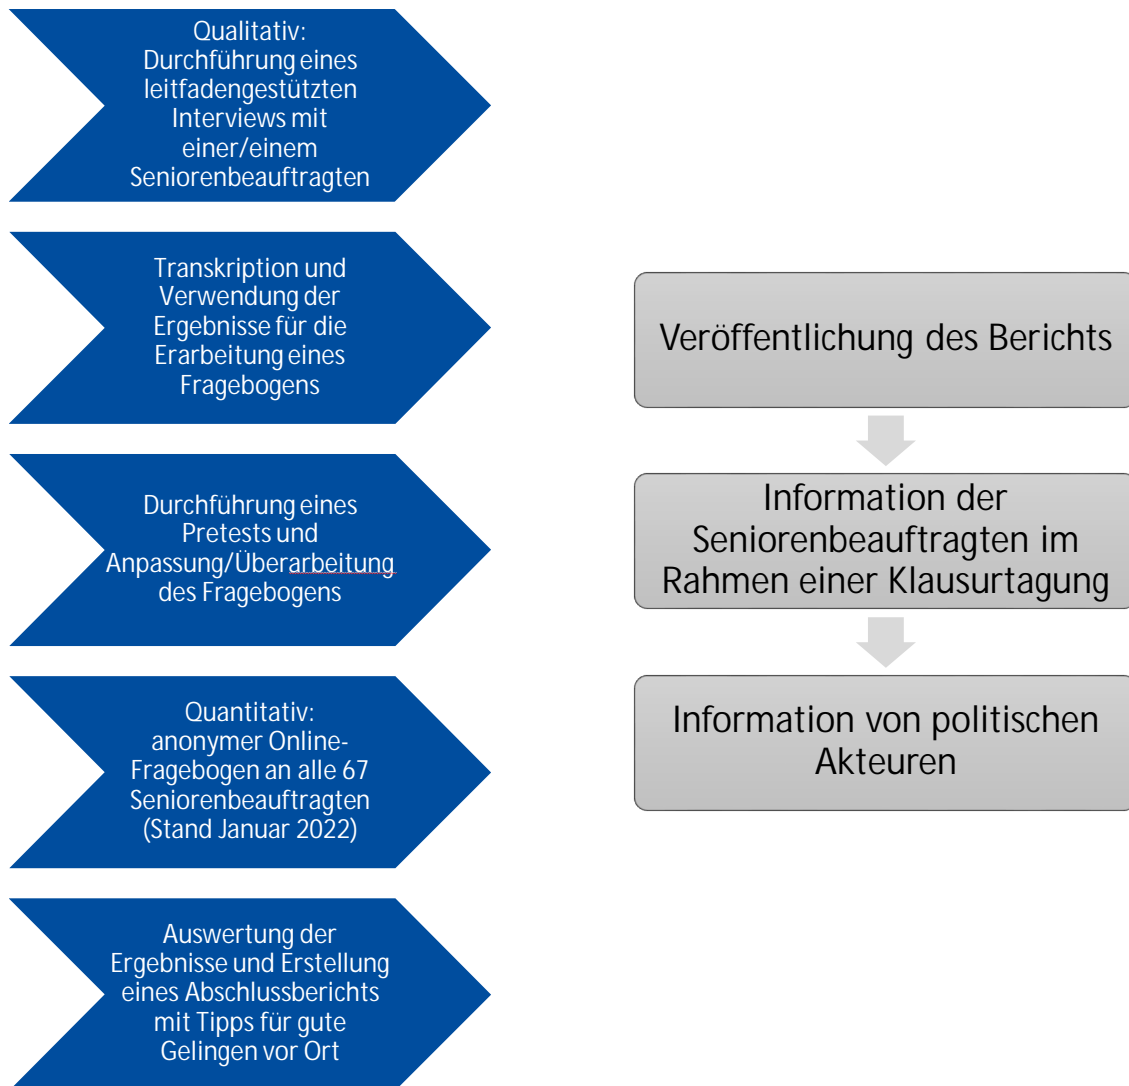 Qualitativ:
Durchführung eines
leitfadengestützten
Interviews mit
einer/einem
Seniorenbeauftragten
Transkription und
Verwendung der
Ergebnisse für die
Erarbeitung eines
Fragebogens
Durchführung eines
Pretests und
Anpassung/Überarbeitung
des Fragebogens
Quantitativ:
anonymer Online-
Fragebogen an alle 67
Seniorenbeauftragten
(Stand Januar 2022)
Auswertung der
Ergebnisse und Erstellung
eines Abschlussberichts
mit Tipps für gute
Gelingen vor Ort
Veröffentlichung des Berichts
Information der
Seniorenbeauftragten im
Rahmen einer Klausurtagung
Information von politischen
Akteuren